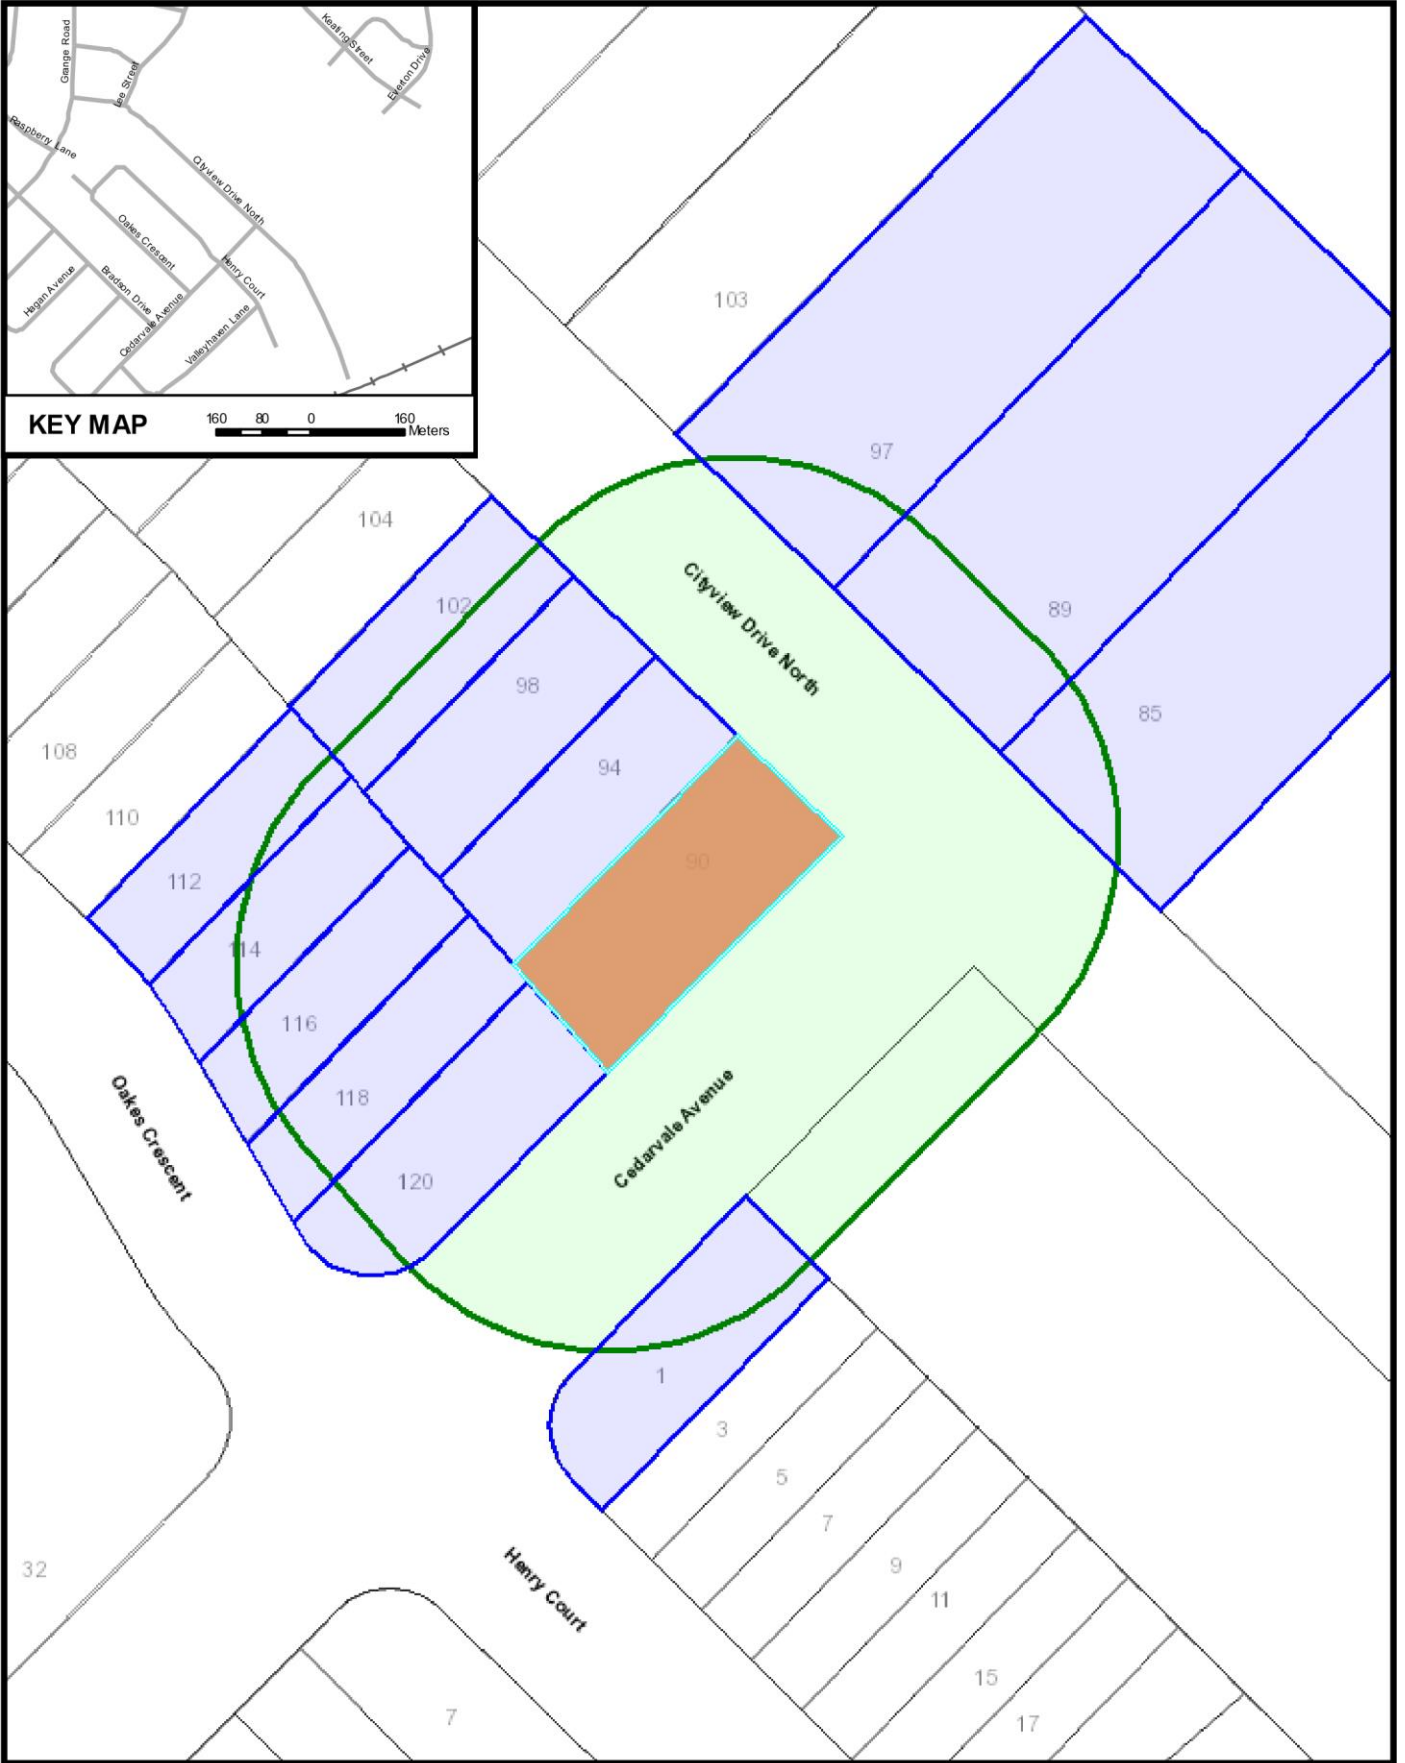 Grange Road
Lee Street
Keating Street
Everton Drive
Raspberry Lane
Cityview Drive North
Oakes Crescent
Henry Court
Hagan Avenue
Bradson Drive
Cedarvale Avenue
Valleyhaven Lane
KEY MAP
160 80 0 160
Meters
103
97
104
102
Cityview Drive North
89
98
85
108
94
110
90
112
114
116
Cedarvale Avenue
118
Oakes Crescent
120
1
3
5
7
9
32
Henry Court
11
15
7
17